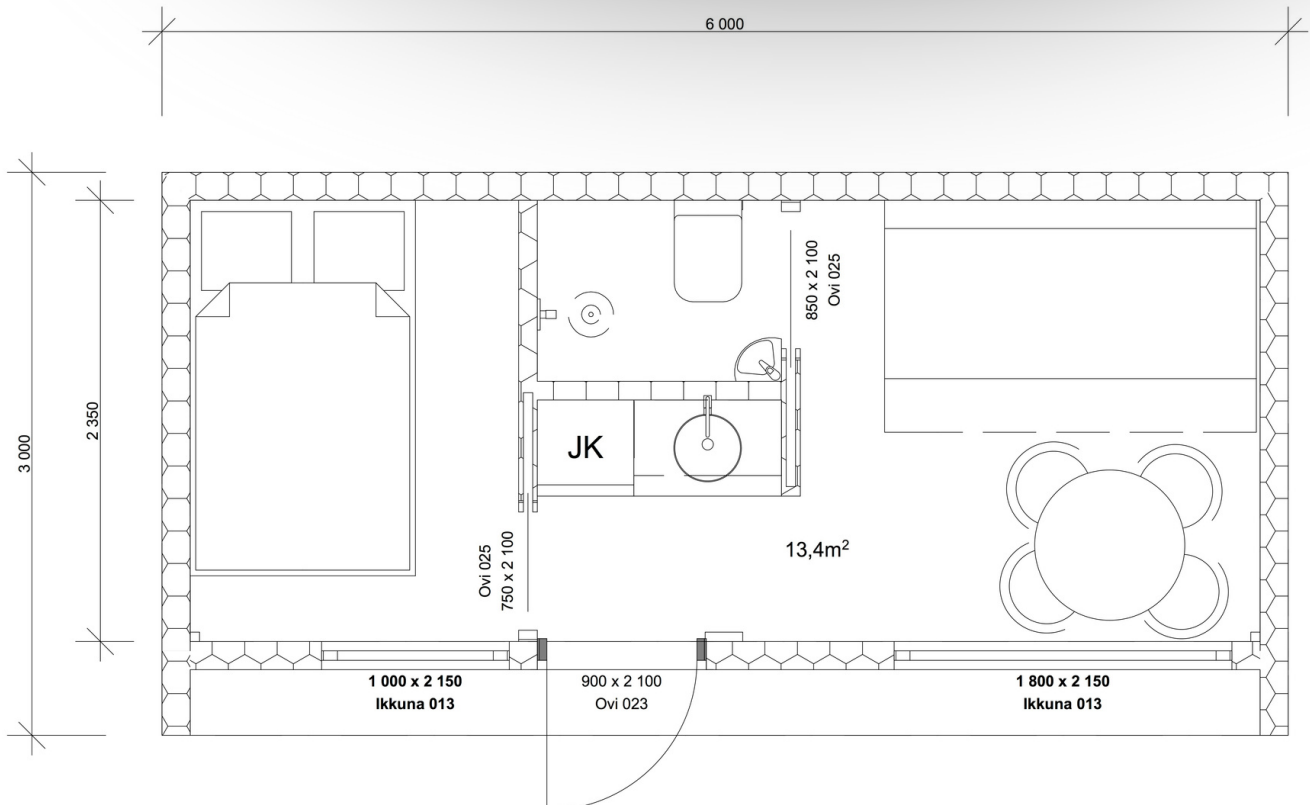 6 000
3 000
2 350
850 x 2 100
Ovi 025
JK
13,4m²
Ovi 025
750 x 2 100
1 000 x 2 150
Ikkuna 013
900 x 2 100
Ovi 023
1 800 x 2 150
Ikkuna 013